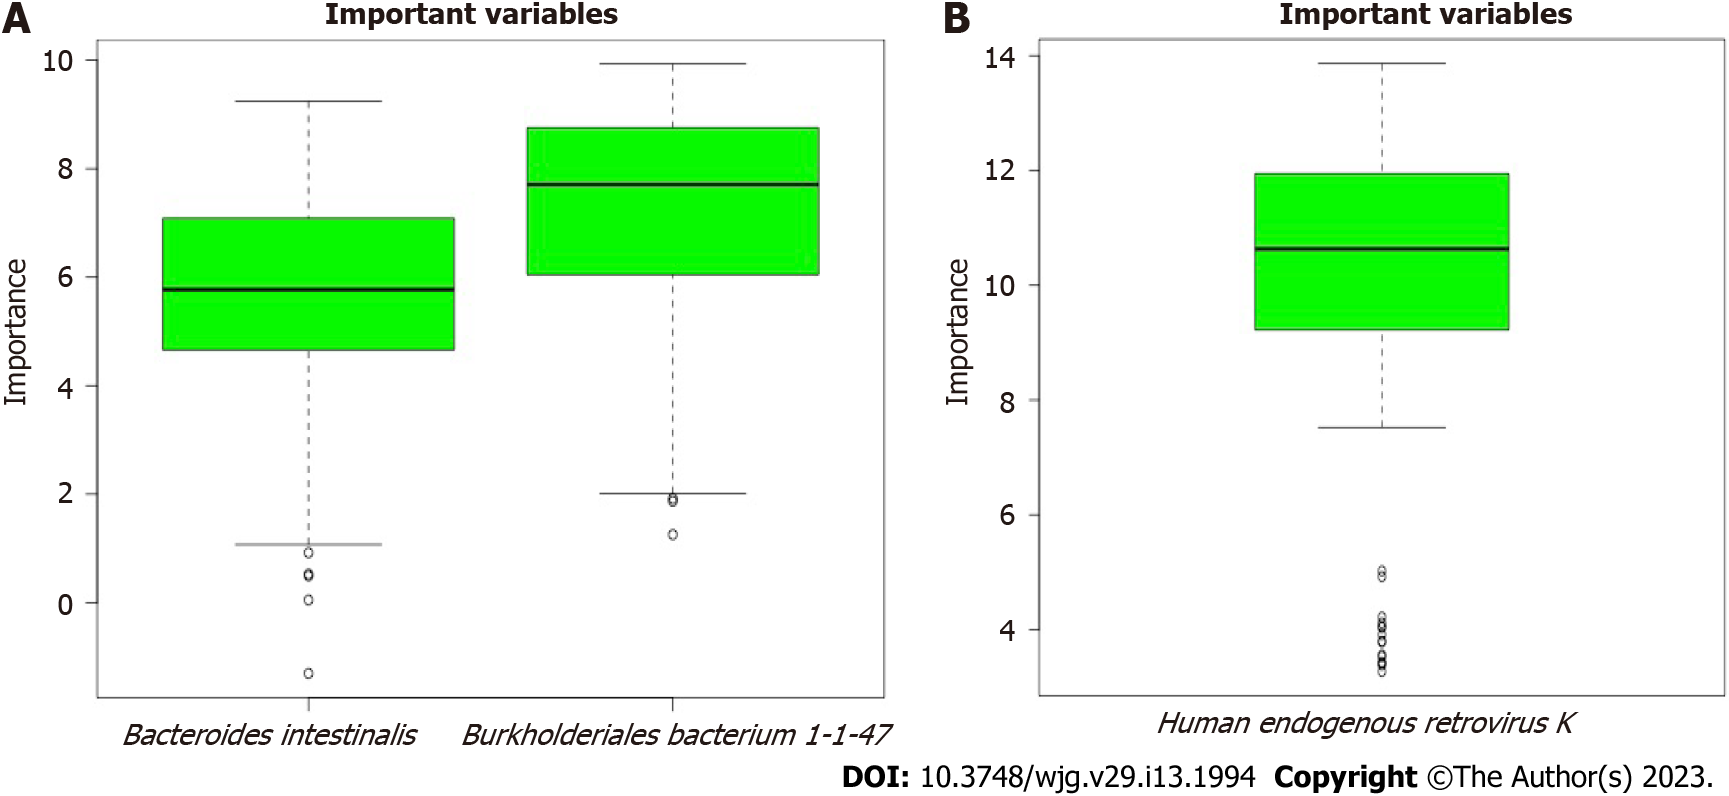 A
Important variables
10
8
6
4
2
0
Importance
Bacteroides intestinalis
Burkholderiales bacterium 1-1-47
B
Important variables
14
12
10
8
6
4
Importance
Human endogenous retrovirus K
DOI: 10.3748/wjg.v29.i13.1994 Copyright ©The Author(s) 2023.